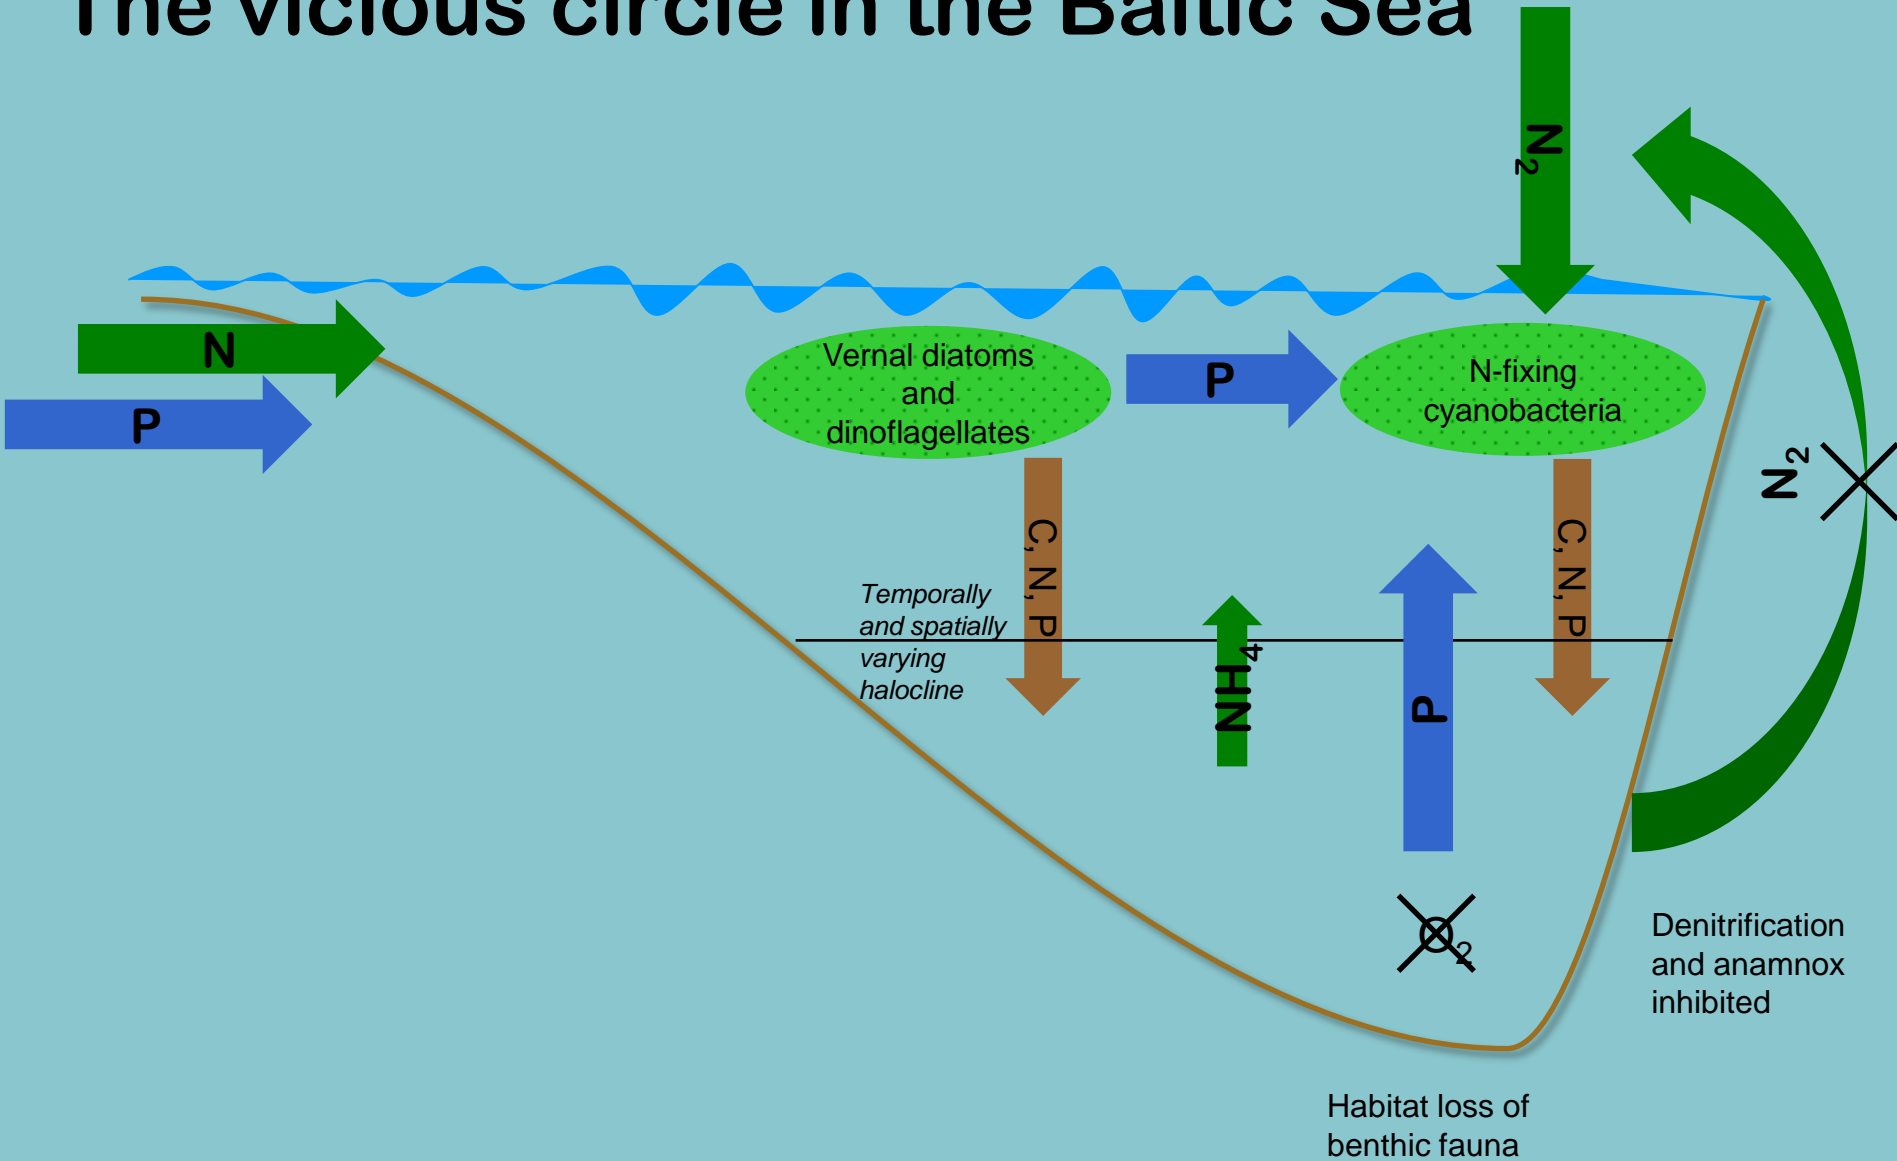 The vicious circle in the Baltic Sea
N₂
N
P
Vernal diatoms
and
dinoflagellates
P
N-fixing
cyanobacteria
N₂
C, N, P
C, N, P
Temporally
and spatially
varying
halocline
NH₄
P
O₂
Denitrification
and anamnox
inhibited
Habitat loss of
benthic fauna